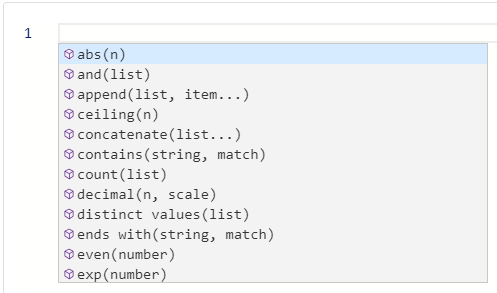 1
abs(n)
and(list)
append(list, item...)
ceiling(n)
concatenate(list...)
contains(string, match)
count(list)
decimal(n, scale)
distinct values(list)
ends with(string, match)
even(number)
exp(number)